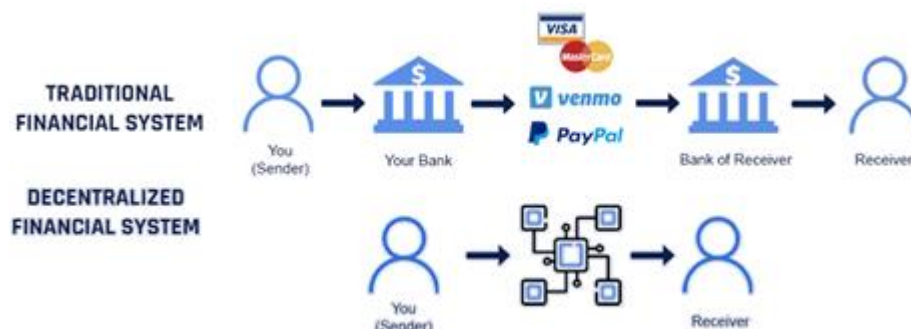 TRADITIONAL
FINANCIAL SYSTEM
You
(Sender)
$
Your Bank
VISA
MasterCard
V venmo
PayPal
$
Bank of Receiver
Receiver
DECENTRALIZED
FINANCIAL SYSTEM
You
(Sender)
Receiver